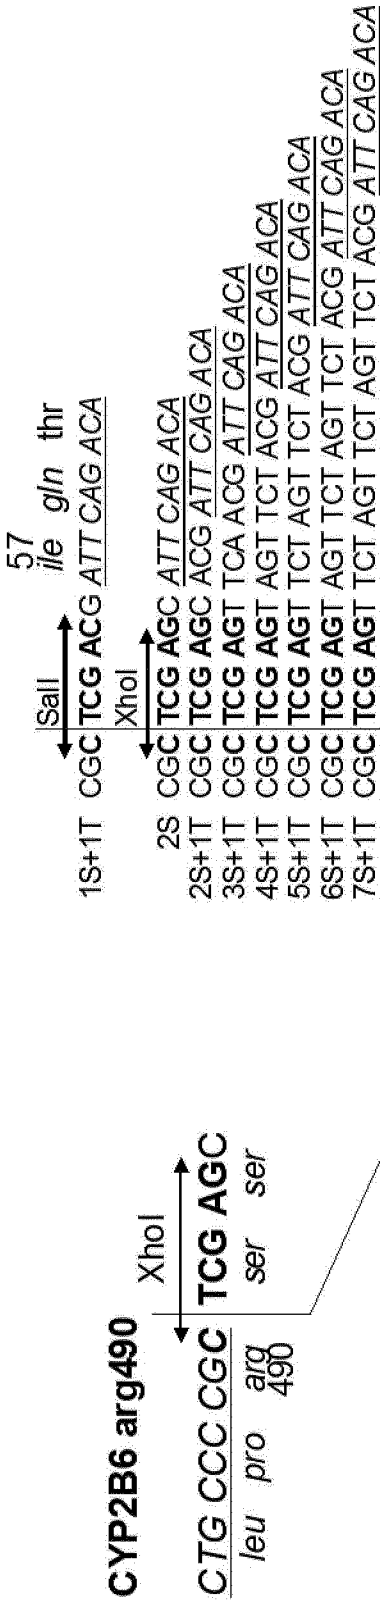 CYP2B6 arg490
XhoI
CTG CCC CGC TCG AGC
leu pro arg ser ser
490
57
SalI ile gln thr
1S+1T CGC TCG ACG ATT CAG ACA
XhoI
2S CGC TCG AGC ATT CAG ACA
2S+1T CGC TCG AGC ACG ATT CAG ACA
3S+1T CGC TCG AGT TCA ACG ATT CAG ACA
4S+1T CGC TCG AGT AGT TCT ACG ATT CAG ACA
5S+1T CGC TCG AGT TCT AGT TCT ACG ATT CAG ACA
6S+1T CGC TCG AGT AGT TCT AGT TCT ACG ATT CAG ACA
7S+1T CGC TCG AGT TCT AGT TCT AGT TCT ACG ATT CAG ACA